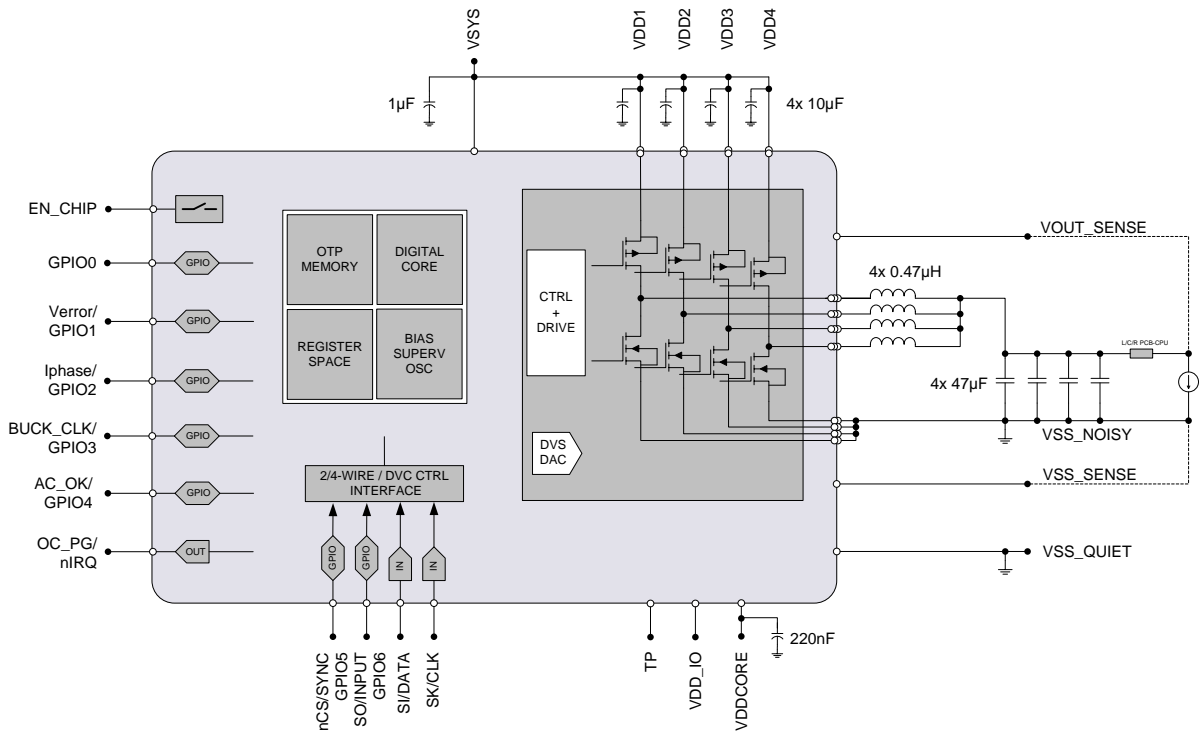 VSYS
VDD1
VDD2
VDD3
VDD4
1µF
4x 10µF
EN_CHIP
GPIO0
GPIO
Verror/
GPIO1
GPIO
Iphase/
GPIO2
GPIO
BUCK_CLK/
GPIO3
GPIO
AC_OK/
GPIO4
GPIO
OC_PG/
nIRQ
OUT
OTP
MEMORY
DIGITAL
CORE
REGISTER
SPACE
BIAS
SUPERV
OSC
2/4-WIRE / DVC CTRL
INTERFACE
GPIO
GPIO
IN
IN
nCS/SYNC
GPIO5
SO/INPUT
GPIO6
SI/DATA
SK/CLK
CTRL
+
DRIVE
DVS
DAC
VOUT_SENSE
4x 0.47µH
L/C/R PCB-CPU
4x 47µF
VSS_NOISY
VSS_SENSE
VSS_QUIET
TP
VDD_IO
VDDCORE
220nF